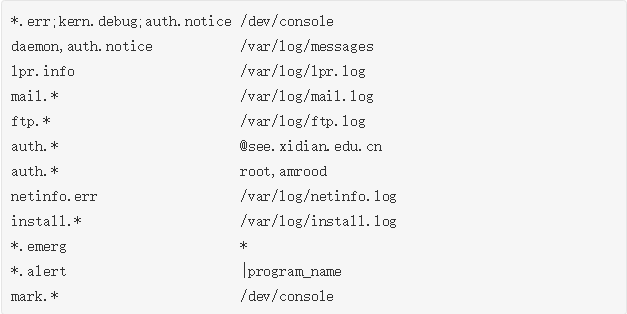 *.err;kern.debug;auth.notice /dev/console
daemon,auth.notice /var/log/messages
lpr.info /var/log/lpr.log
mail.* /var/log/mail.log
ftp.* /var/log/ftp.log
auth.* @see.xidian.edu.cn
auth.* root,amrood
netinfo.err /var/log/netinfo.log
install.* /var/log/install.log
*.emerg *
*.alert |program_name
mark.* /dev/console